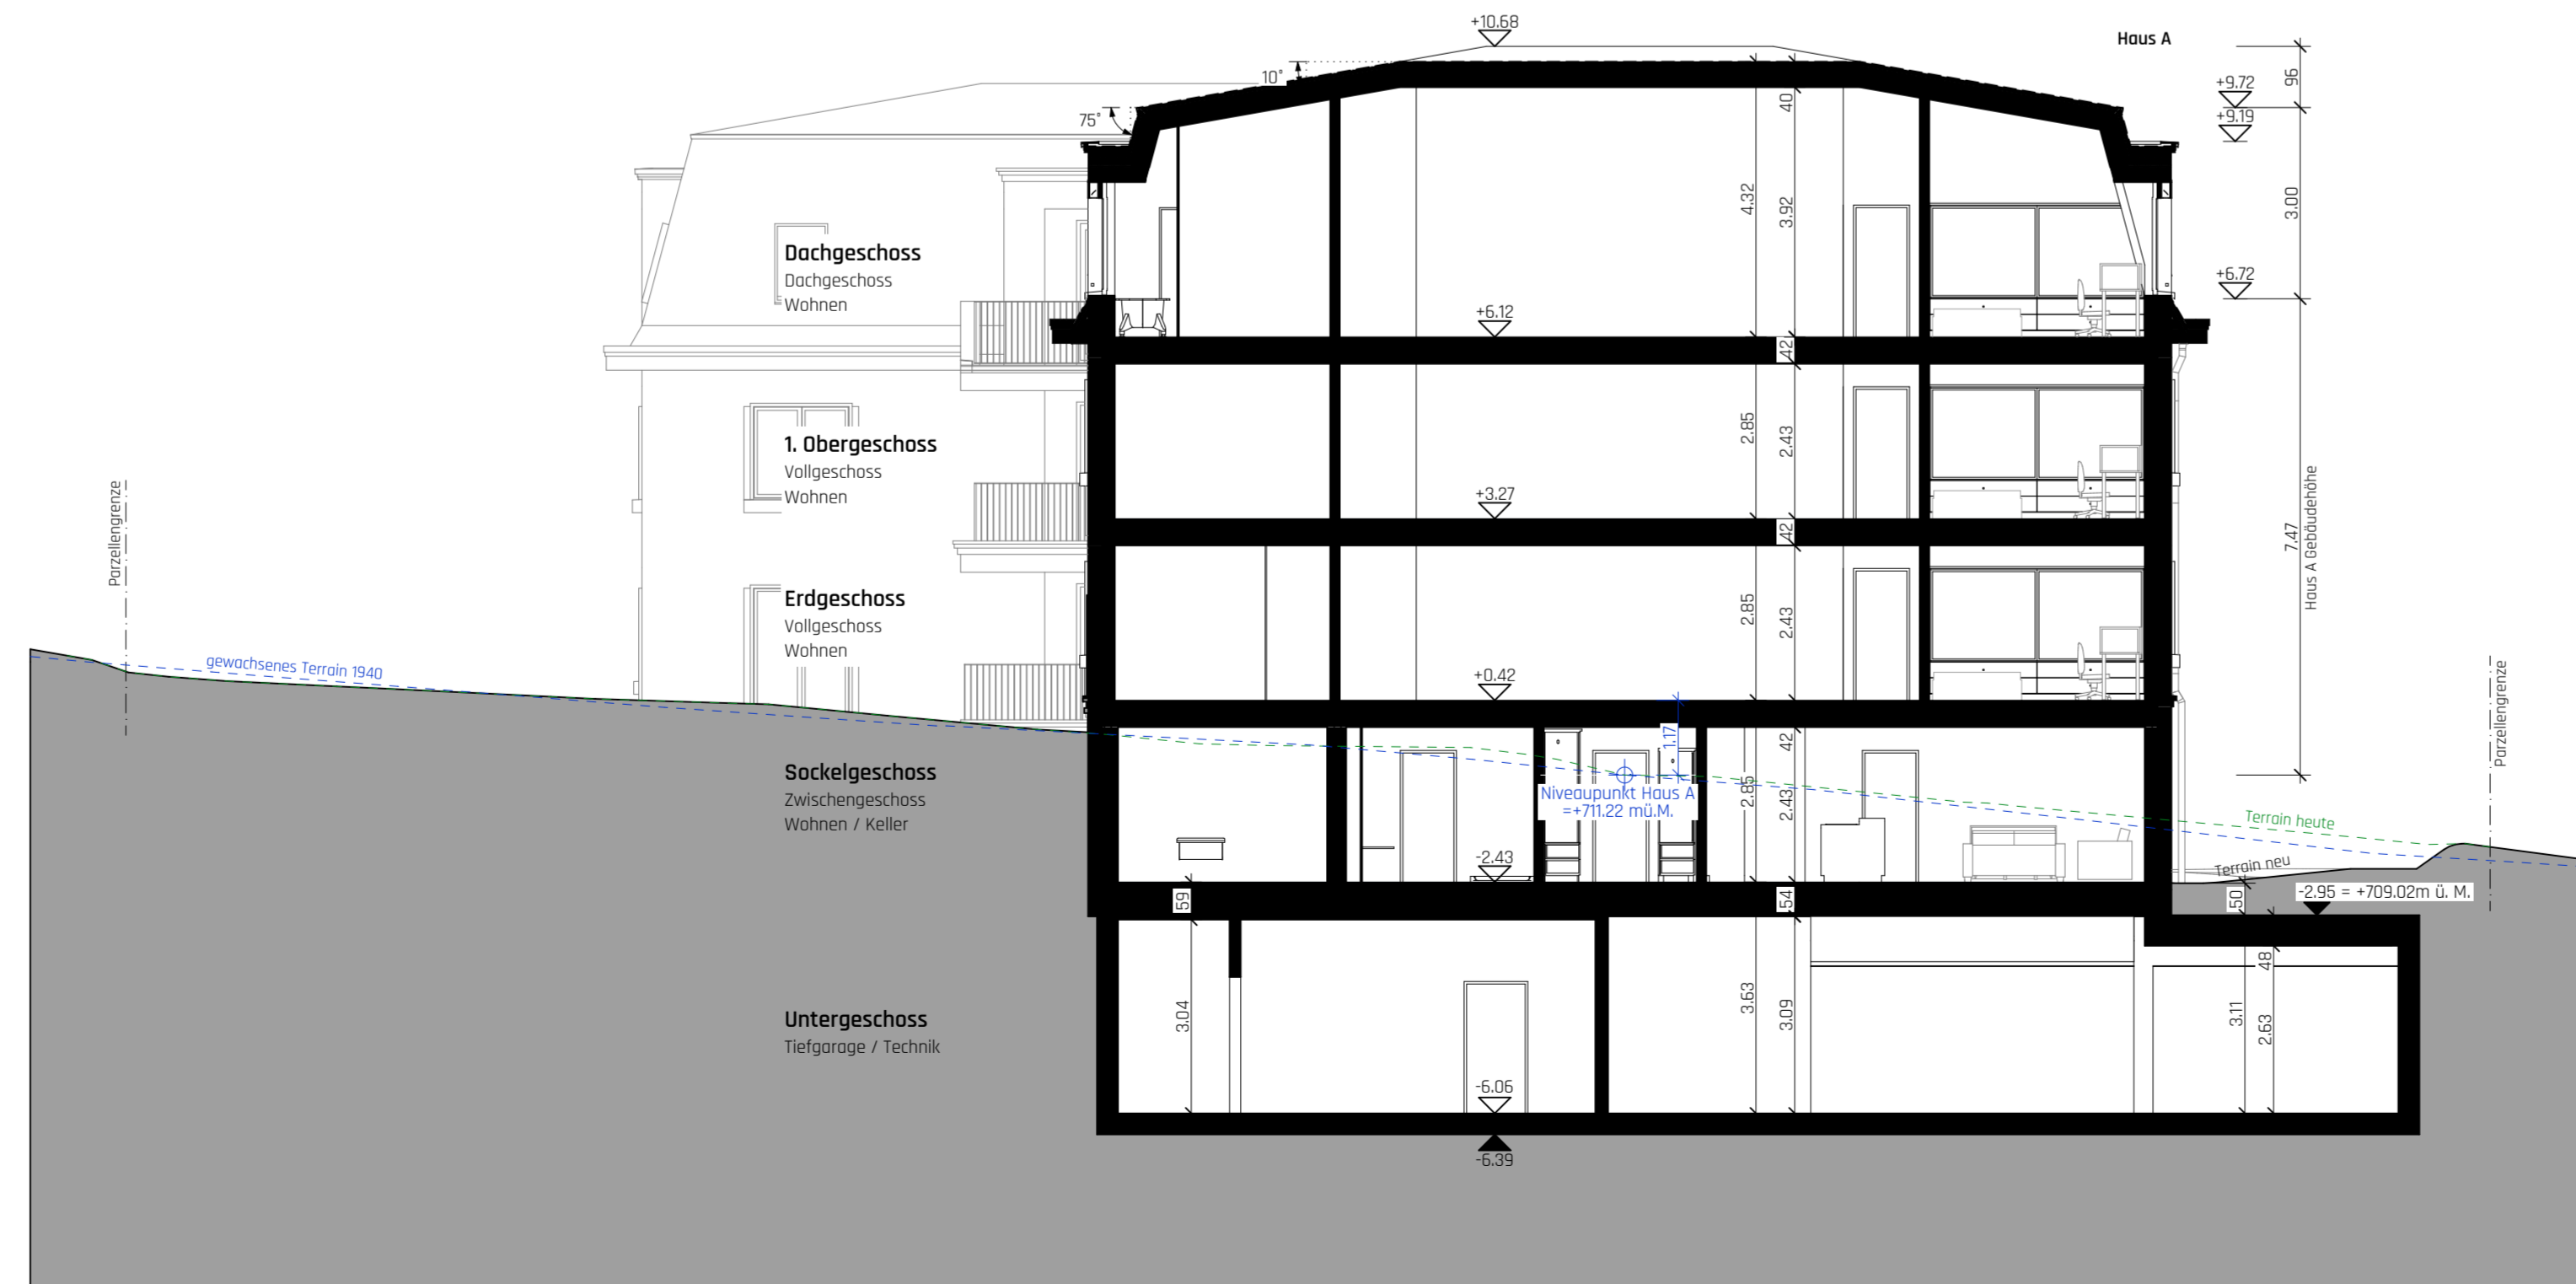 +10.68
Haus A
10°
75°
+9.72
+9.19
96
40
4.32
3.92
3.00
Dachgeschoss
Dachgeschoss
Wohnen
+6.72
+6.12
42
1. Obergeschoss
Vollgeschoss
Wohnen
2.85
2.43
+3.27
42
7.47
Haus A Gebäudehöhe
Parzellengrenze
Erdgeschoss
Vollgeschoss
Wohnen
2.85
2.43
gewachsenes Terrain 1940
+0.42
Parzellengrenze
1.17
42
Sockelgeschoss
Zwischengeschoss
Wohnen / Keller
Niveaupunkt Haus A
=+711.22 mü.M.
2.85
2.43
Terrain heute
-2.43
Terrain neu
59
54
50
-2.95 = +709.02m ü. M.
48
Untergeschoss
Tiefgarage / Technik
3.04
3.63
3.09
3.11
2.63
-6.06
-6.39